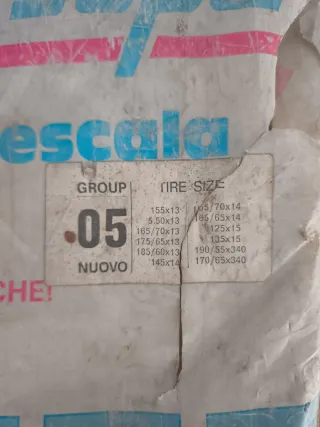 escala
GROUP
05
NUOVO
TIRE SIZE
155x13
5.50x13
165/70x13
175/65x13
185/60x13
145x14
165/70x14
185/65x14
125x15
135x15
190/55x340
170/65x340
CHE!